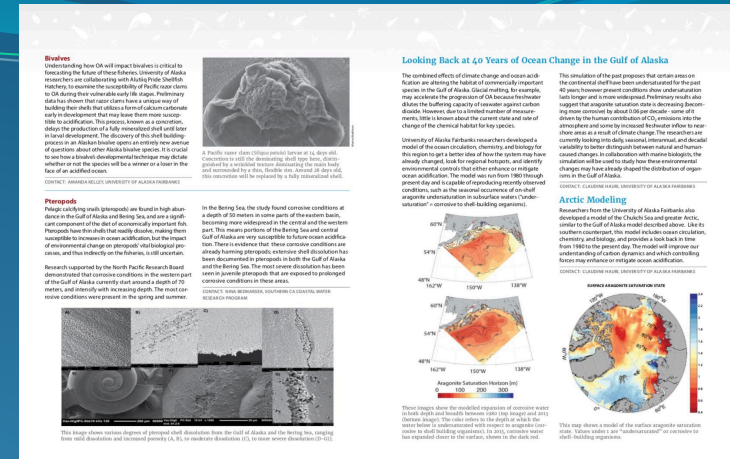 Bivalves
Understanding how OA will impact bivalves is critical to
forecasting the future of these fisheries. University of Alaska
researchers are collaborating with Alutiiq Pride Shellfish
Hatchery, to examine the susceptibility of Pacific razor clams
to OA during their vulnerable early life stages. Preliminary
data has shown that razor clams have a unique way of
building their shells that utilizes a form of calcium carbonate
early in development that may leave them more suscep-
tible to acidification. This process, known as a concretion,
delays the production of a fully mineralized shell until later
in larval development. The discovery of this shell building-
process in an Alaskan bivalve opens an entirely new avenue
of questions about other Alaskan bivalve species. It is crucial
to see how a bivalve's developmental technique may dictate
whether or not the species will be a winner or a loser in the
face of an acidified ocean.
CONTACT: AMANDA KELLEY, UNIVERSITY OF ALASKA FAIRBANKS
A Pacific razor clam (Siliqua patula) larvae at 14 days old.
Concretion is still the dominating shell type here, distin-
guished by a wrinkled texture dominating the main and
surrounded by a thin, flexible rim. Around 28 days old,
this concretion will be replaced by a fully mineralized shell.
Pteropods
Pelagic calcifying snails (pteropods) are found in high abun-
dance in the Gulf of Alaska and Bering Sea, and are a signifi-
cant component of the diet of economically important fish.
Pteropods have thin shells that readily dissolve, making them
susceptible to increases in ocean acidification, but the impact
of environmental change on pteropods' vital biological pro-
cesses, and thus indirectly on the fisheries, is still uncertain.
Research supported by the North Pacific Research Board
demonstrated that corrosive conditions in the western part
of the Gulf of Alaska currently start around a depth of 70
meters, and intensify with increasing depth. The most cor-
rosive conditions were present in the spring and summer.
In the Bering Sea, the study found corrosive conditions at
a depth of 50 meters in some parts of the eastern basin,
becoming more widespread in the central and the western
part. This means portions of the Bering Sea and central
Gulf of Alaska are very susceptible to future ocean acidifica-
tion. There is evidence that these corrosive conditions are
already harming pteropods; extensive shell dissolution has
been documented in pteropods in both the Gulf of Alaska
and the Bering Sea. The most severe dissolution has been
seen in juvenile pteropods that are exposed to prolonged
corrosive conditions in these areas.
CONTACT: NINA BEDNARSEK, SOUTHERN CA COASTAL WATER
RESEARCH PROGRAM
A)
B)
C)
D)
This image shows various degrees of pteropod shell dissolution from the Gulf of Alaska and the Bering Sea, ranging
from mild dissolution and increased porosity (A, B), to moderate dissolution (C), to more severe dissolution (D-G).
Looking Back at 40 Years of Ocean Change in the Gulf of Alaska
The combined effects of climate change and ocean acidi-
fication are altering the habitat of commercially important
species in the Gulf of Alaska. Glacial melting, for example,
may accelerate the progression of OA because freshwater
dilutes the buffering capacity of seawater against carbon
dioxide. However, due to a limited number of measure-
ments, little is known about the current state and rate of
change of the chemical habitat for key species.
University of Alaska Fairbanks researchers developed a
model of the ocean circulation, chemistry, and biology for
this region to get a better idea of how the system may have
already changed, look for regional hotspots, and identify
environmental controls that either enhance or mitigate
ocean acidification. The model was run from 1980 through
present day and is capable of reproducing recently observed
conditions, such as the seasonal occurrence of on-shelf
aragonite undersaturation in subsurface waters ("under-
saturation" = corrosive to shell-building organisms).
60°N
54°N
48°N
162°W
150°W
138°W
60°N
54°N
48°N
162°W
150°W
138°W
Aragonite Saturation Horizon (m)
0 100 200 300
These images show the modelled expansion of corrosive water
in both depth and breadth between 1980 (top image) and 2013
(bottom image). The color refers to the depth at which the
water below is undersaturated with respect to aragonite (cor-
rosive to shell building organisms). In 2013, corrosive water
has expanded closer to the surface, shown in the dark red.
This simulation of the past proposes that certain areas on
the continental shelf have been undersaturated for the past
40 years; however present conditions show undersaturation
lasts longer and is more widespread. Preliminary results also
suggest that aragonite saturation state is decreasing (becom-
ing more corrosive) by about 0.06 per decade - some of it
driven by the human contribution of CO2 emissions into the
atmosphere and some by increased freshwater inflow to near-
shore areas as a result of climate change. The researchers are
currently looking into daily, seasonal, interannual, and decadal
variability to better distinguish between natural and human-
caused changes. In collaboration with marine biologists, the
simulation will be used to study how these environmental
changes may have already shaped the distribution of organ-
isms in the Gulf of Alaska.
CONTACT: CLAUDINE HAURI, UNIVERSITY OF ALASKA FAIRBANKS
Arctic Modeling
Researchers from the University of Alaska Fairbanks also
developed a model of the Chukchi Sea and greater Arctic,
similar to the Gulf of Alaska model described above. Like its
southern counterpart, this model includes ocean circulation,
chemistry, and biology, and provides a look back in time
from 1980 to the present day. The model will improve our
understanding of carbon dynamics and which controlling
forces may enhance or mitigate ocean acidification.
CONTACT: CLAUDINE HAURI, UNIVERSITY OF ALASKA FAIRBANKS
SURFACE ARAGONITE SATURATION STATE
This map shows a model of the surface aragonite saturation
state. Values under 1 are "undersaturated" or corrosive to
shell-building organisms.